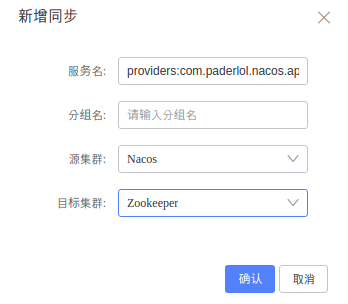 新增同步
服务名: providers:com.paderlol.nacos.ap
分组名: 请输入分组名
源集群: Nacos
目标集群: Zookeeper
确认 取消